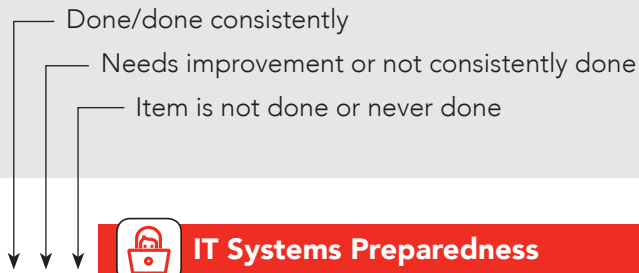 Done/done consistently
Needs improvement or not consistently done
Item is not done or never done
IT Systems Preparedness